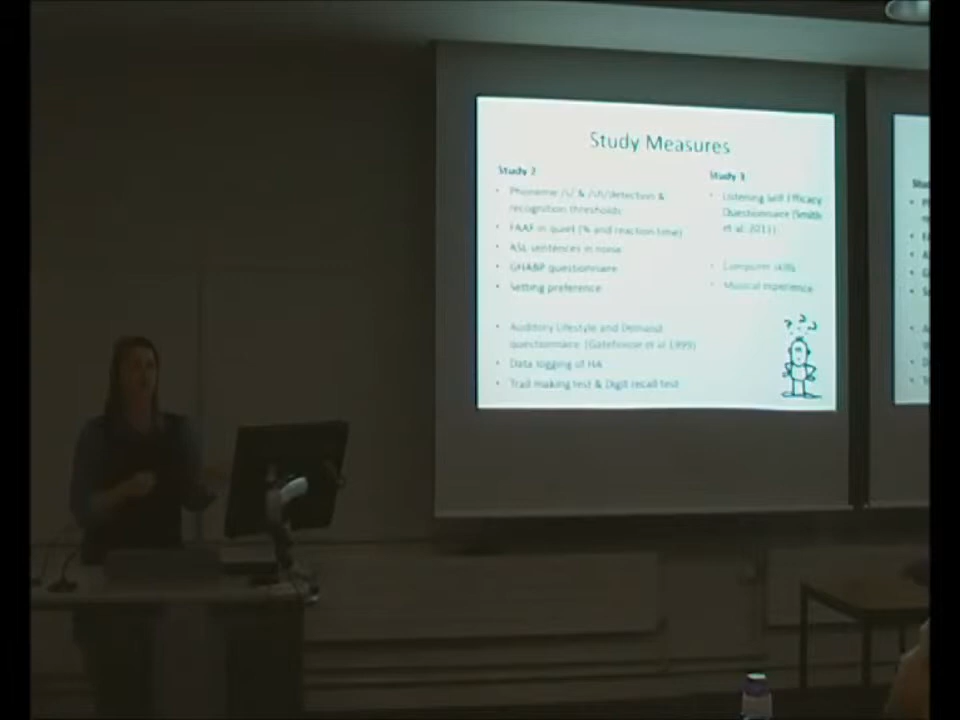 Study Measures
Study 2
• Phoneme /s/ & /sh/detection &
recognition thresholds
• FAAF in quiet (% and reaction time)
• ASL sentences in noise
• GHABP questionnaire
• Setting preference
• Auditory Lifestyle and Demand
questionnaire (Gatehouse et al 1999)
• Data logging of HA
• Trail making test & Digit recall test
Study 3
• Listening Self Efficacy
Questionnaire (Smith
et al. 2011)
• Computer skills
• Musical experience
? ? ?